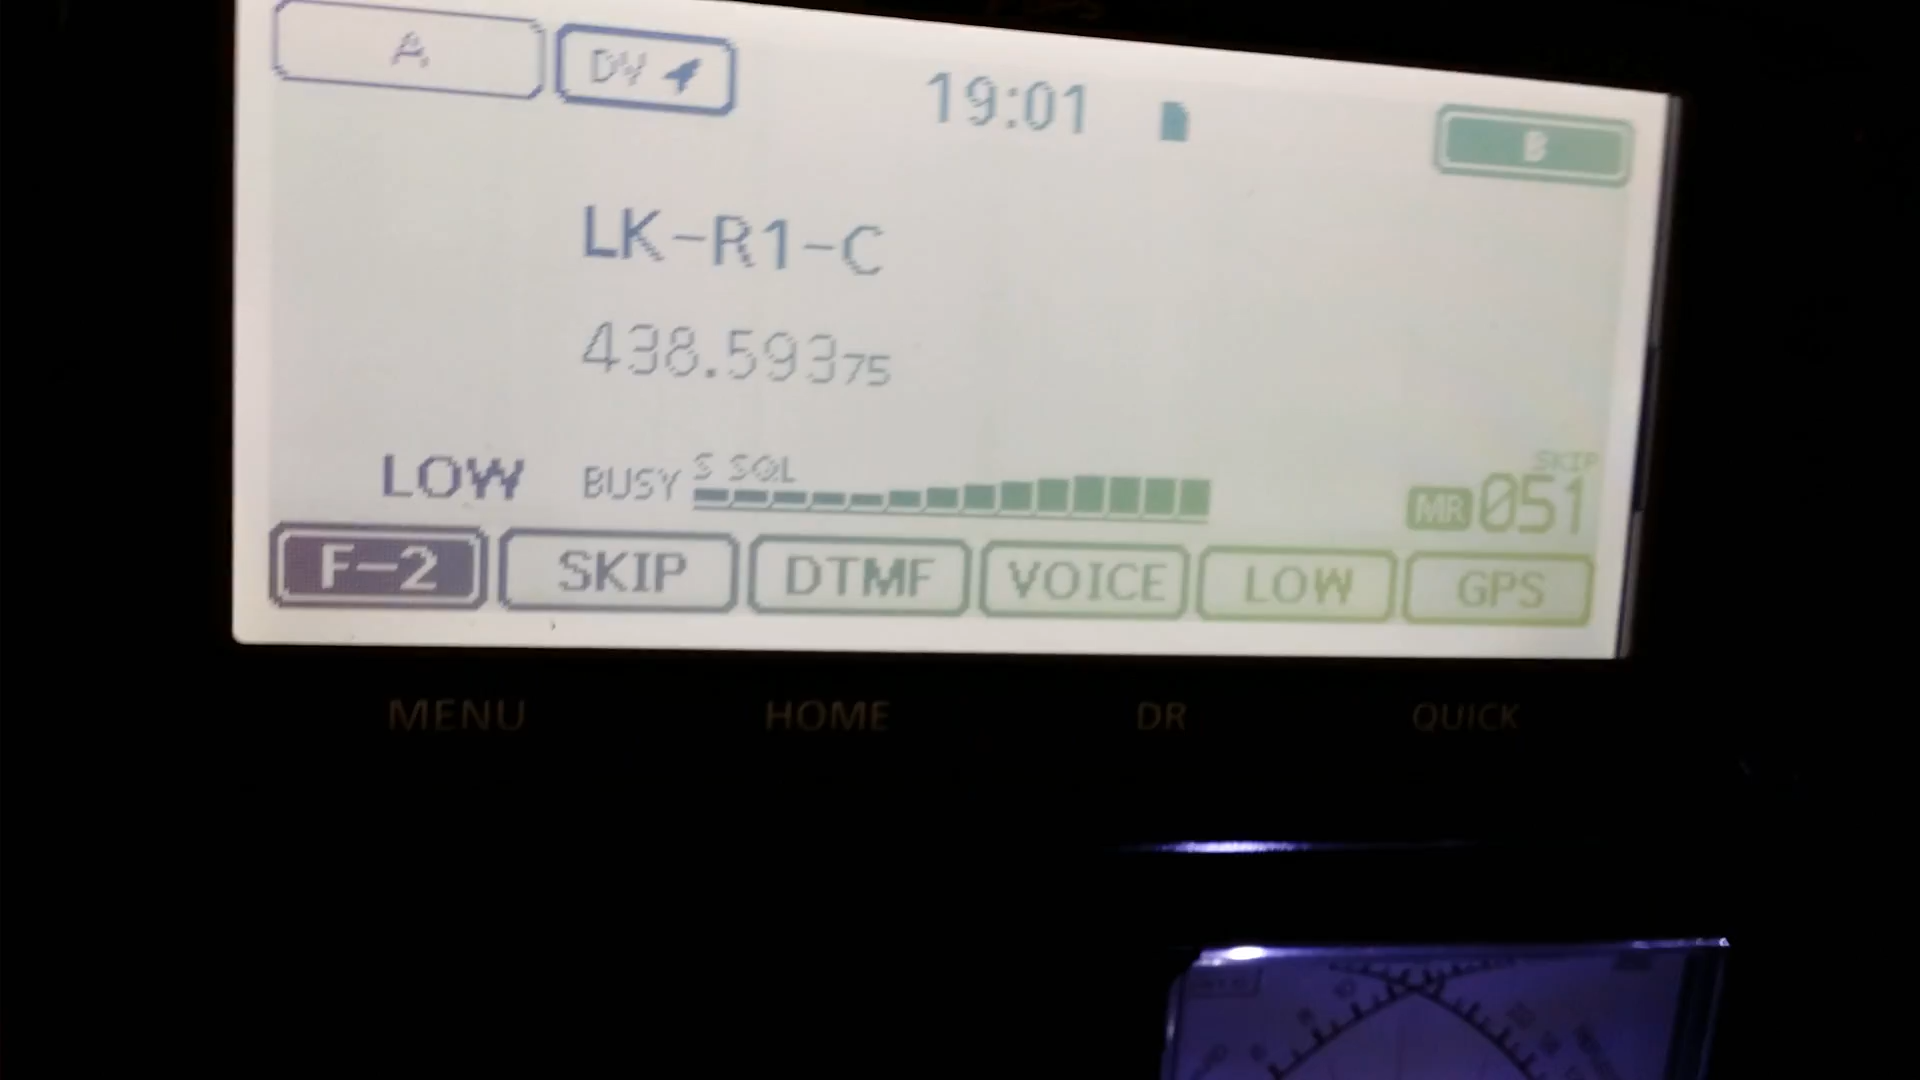 A DV 19:01 B
LK-R1-C
438.59375
SKIP
LOW BUSY S SQL MR 051
F-2 SKIP DTMF VOICE LOW GPS
MENU HOME DR QUICK